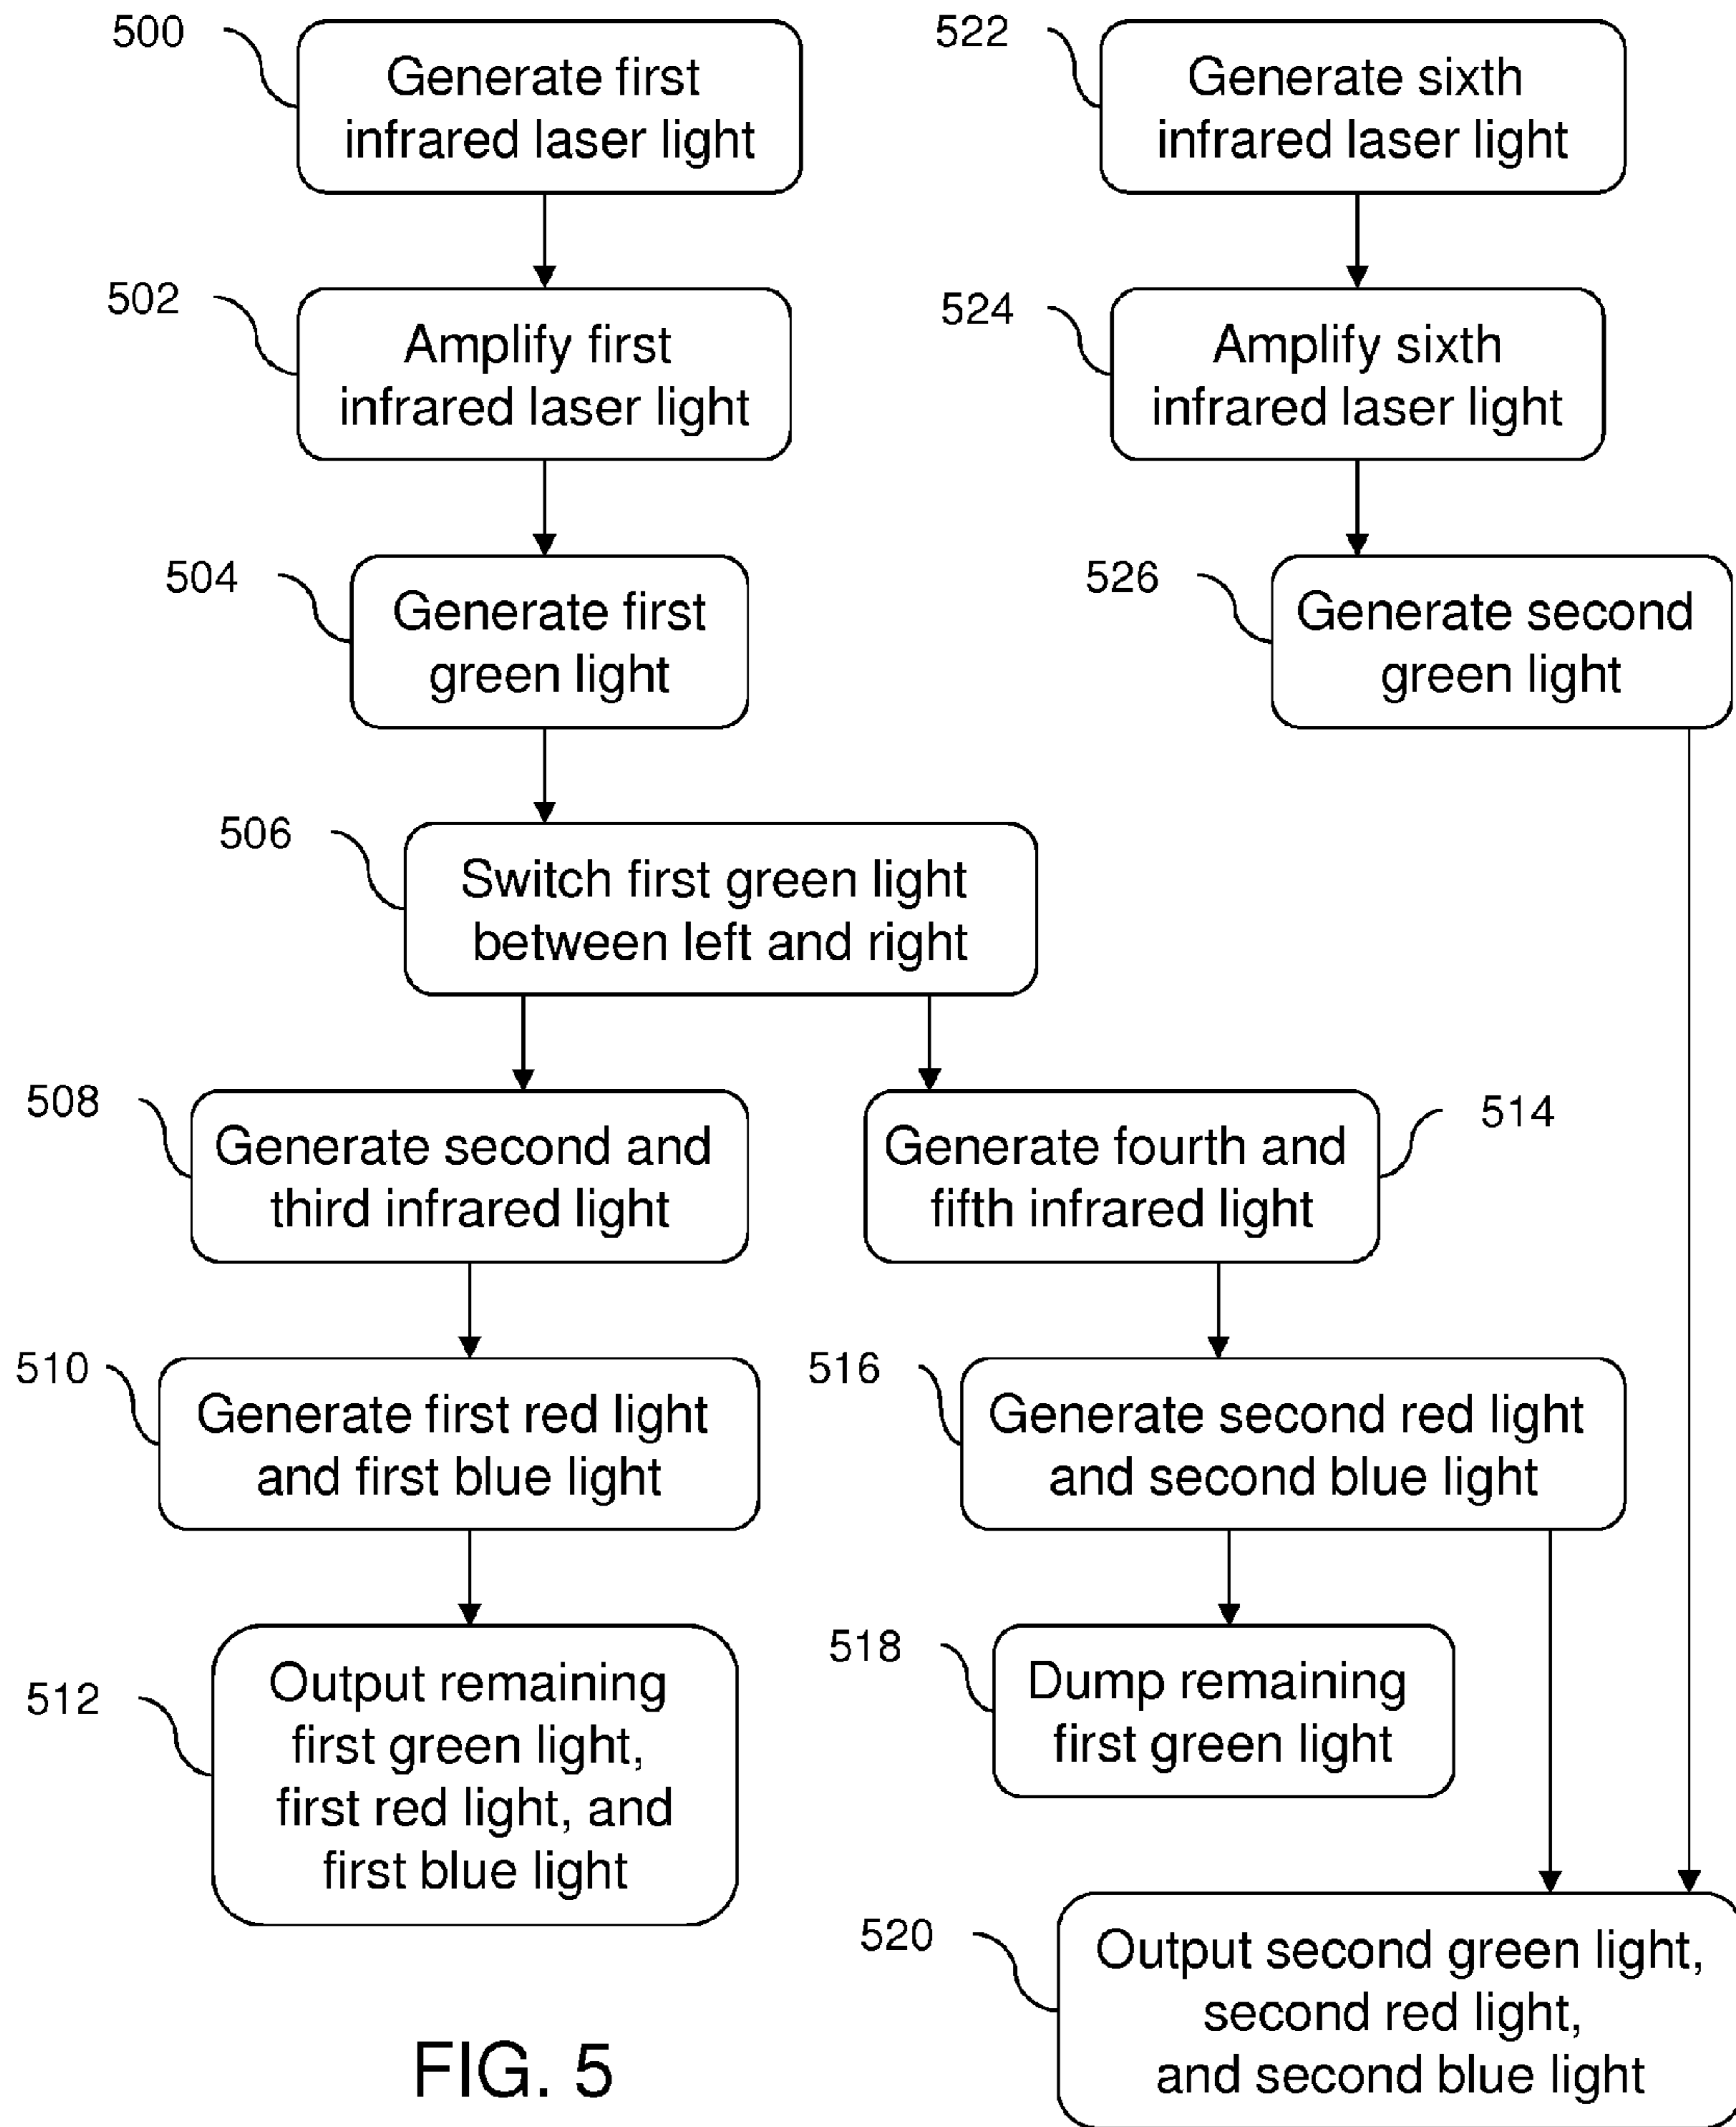 500
Generate first
infrared laser light
522
Generate sixth
infrared laser light
502
Amplify first
infrared laser light
524
Amplify sixth
infrared laser light
504
Generate first
green light
526
Generate second
green light
506
Switch first green light
between left and right
508
Generate second and
third infrared light
Generate fourth and
fifth infrared light
514
510
Generate first red light
and first blue light
516
Generate second red light
and second blue light
512
Output remaining
first green light,
first red light, and
first blue light
518
Dump remaining
first green light
520
Output second green light,
second red light,
and second blue light
FIG. 5